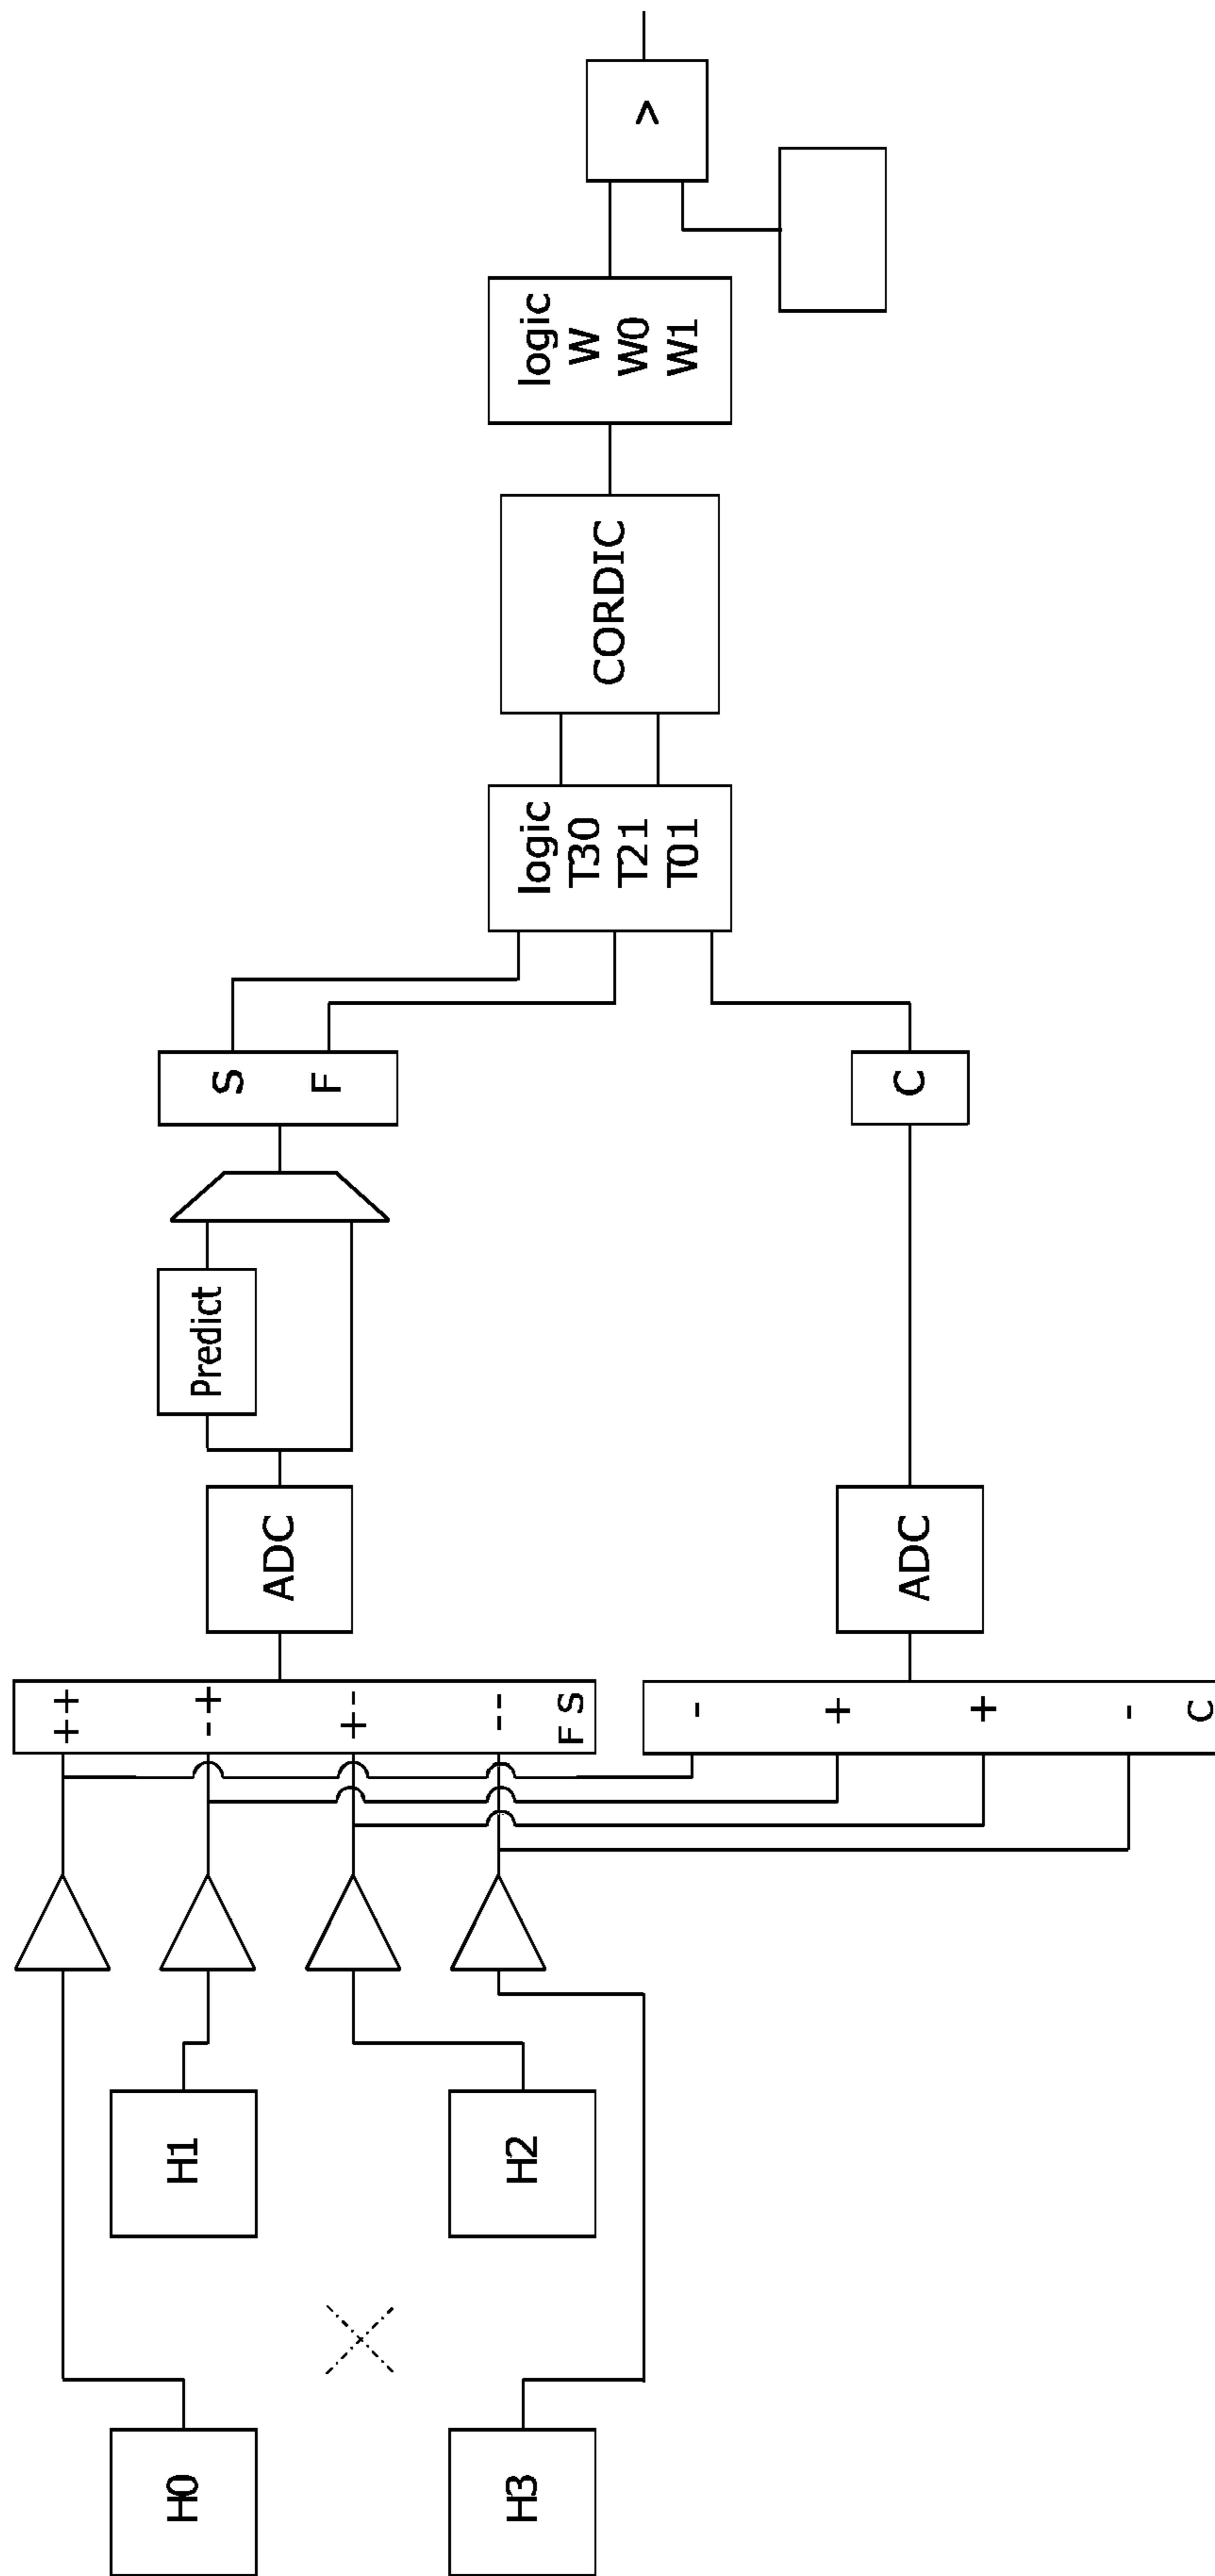 H0
H1
H3
H2
++
-+
+-
--
F S
-
+
+
-
C
ADC
ADC
Predict
S
F
C
logic
T30
T21
T01
CORDIC
logic
W
W0
W1
>